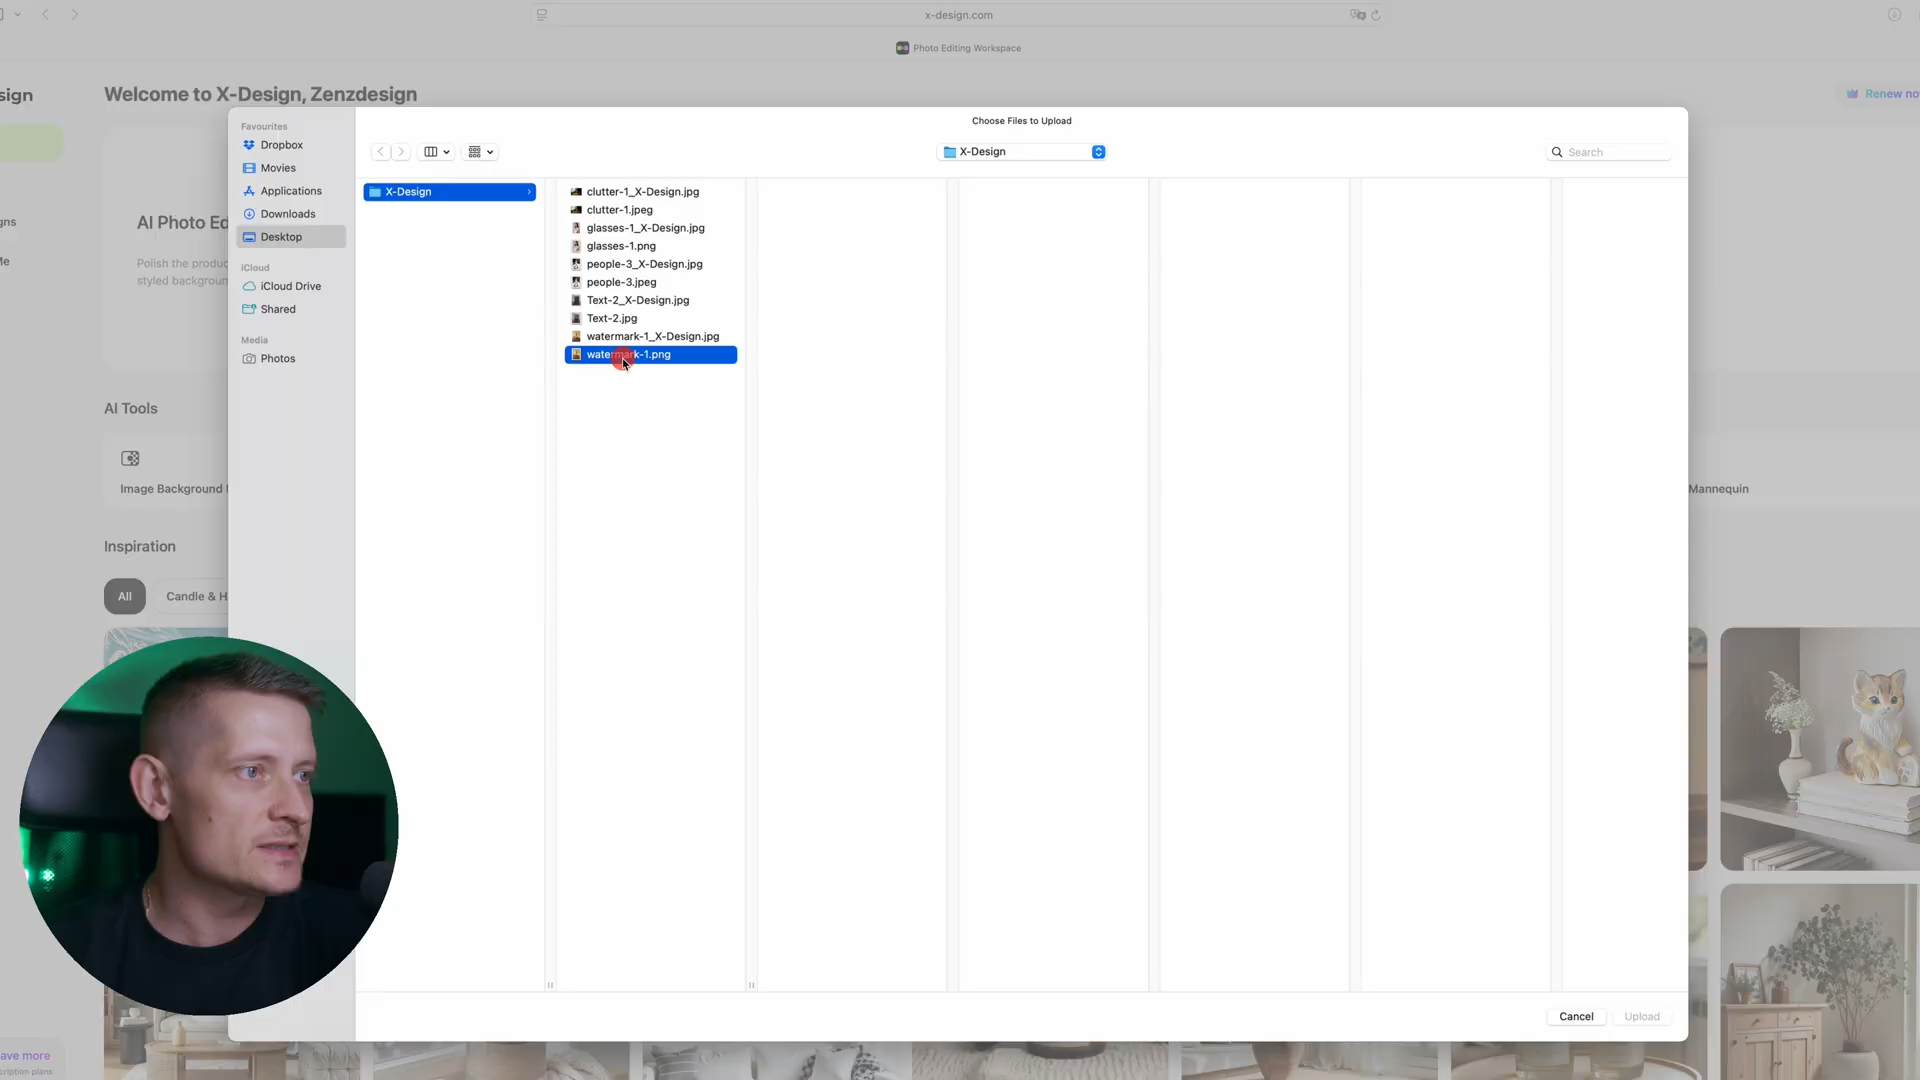 x-design.com
Photo Editing Workspace
sign
Welcome to X-Design, Zenzdesign
Renew no
Choose Files to Upload
Favourites
Dropbox
Movies
Applications
Downloads
Desktop
iCloud
iCloud Drive
Shared
Media
Photos
X-Design
Search
X-Design
clutter-1_X-Design.jpg
clutter-1.jpeg
glasses-1_X-Design.jpg
glasses-1.png
people-3_X-Design.jpg
people-3.jpeg
Text-2_X-Design.jpg
Text-2.jpg
watermark-1_X-Design.jpg
watermark-1.png
gns
AI Photo Ed
Me
Polish the produc
styled backgroun
AI Tools
Image Background
Mannequin
Inspiration
All
Candle & H
Cancel
Upload
ave more
cription plans